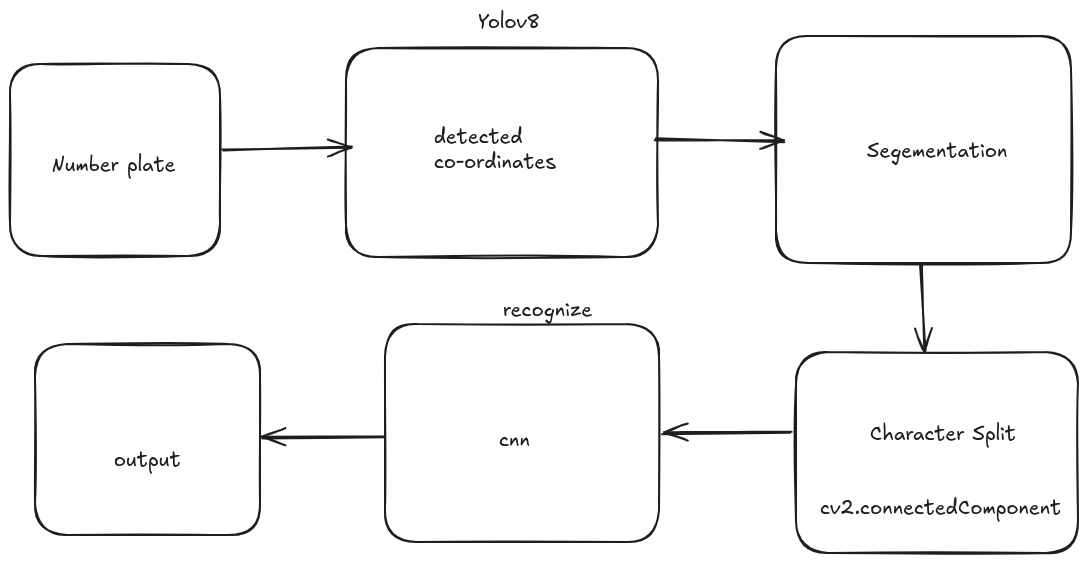 Yolov8
Number plate
detected
co-ordinates
Segementation
Character Split
cv2.connectedComponent
recognize
cnn
output